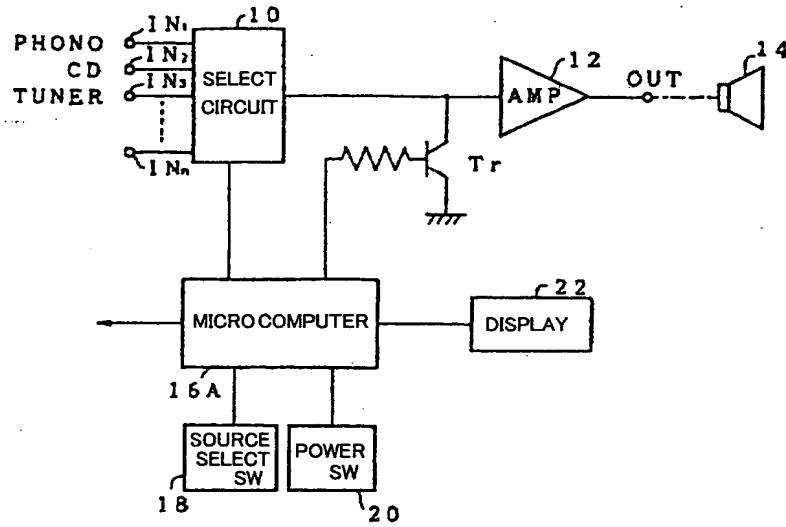 PHONO
IN1
CD
IN2
TUNER
IN3
INn
10
SELECT
CIRCUIT
AMP
12
OUT
14
Tr
MICRO COMPUTER
16A
DISPLAY
22
SOURCE
SELECT
SW
18
POWER
SW
20